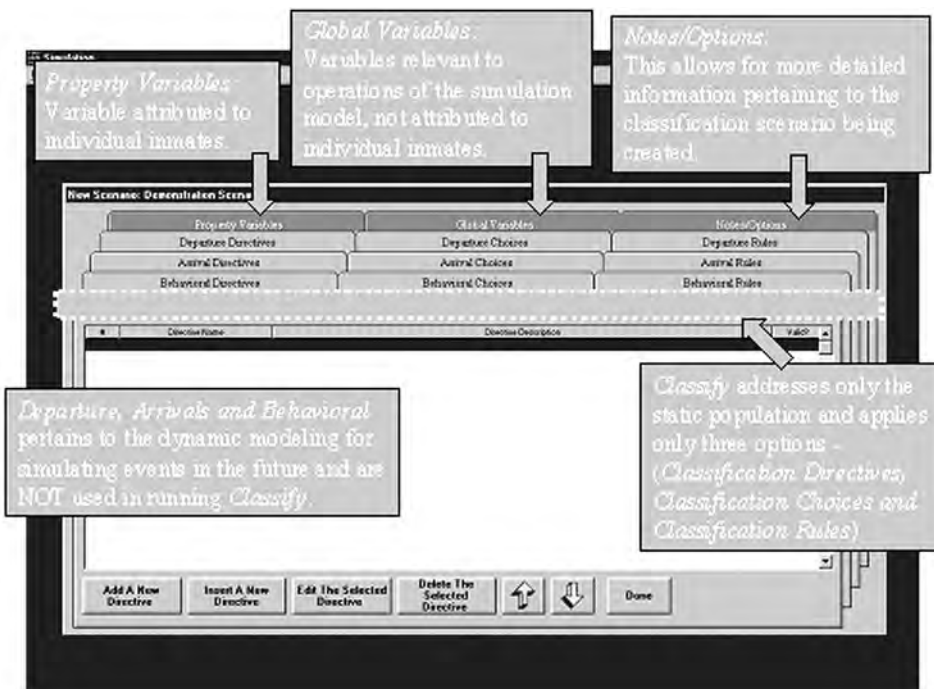 Simulation
Property Variables:
Variable attributed to
individual inmates.
Global Variables:
Variables relevant to
operations of the simulation
model, not attributed to
individual inmates.
Notes/Options:
This allows for more detailed
information pertaining to the
classification scenario being
created.
New Scenario: Demonstration Scena
Property Variables
Global Variables
Notes/Options
Departure Directives
Departure Choices
Departure Rules
Arrival Directives
Arrival Choices
Arrival Rules
Behavioral Directives
Behavioral Choices
Behavioral Rules
#
Directive Name
Directive Description
Valid?
Departure, Arrivals and Behavioral
pertains to the dynamic modeling for
simulating events in the future and are
NOT used in running Classify.
Classify addresses only the
static population and applies
only three options -
(Classification Directives,
Classification Choices and
Classification Rules)
Add A New
Directive
Insert A New
Directive
Edit The Selected
Directive
Delete The
Selected
Directive
Done